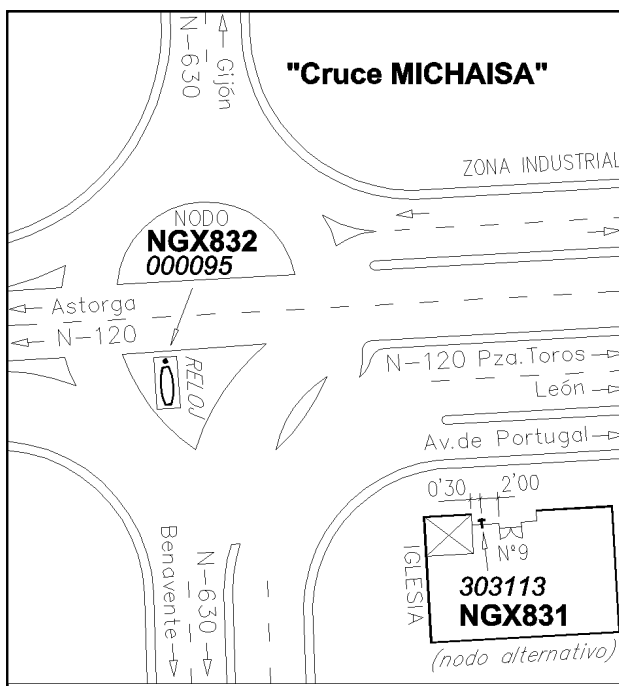 Gijón
N-630
"Cruce MICHAISA"
ZONA INDUSTRIAL
NODO
NGX832
000095
Astorga
N-120
RELOJ
N-120 Pza.Toros
León
Av.de Portugal
0'30
2'00
Nº9
IGLESIA
303113
NGX831
(nodo alternativo)
Benavente
N-630